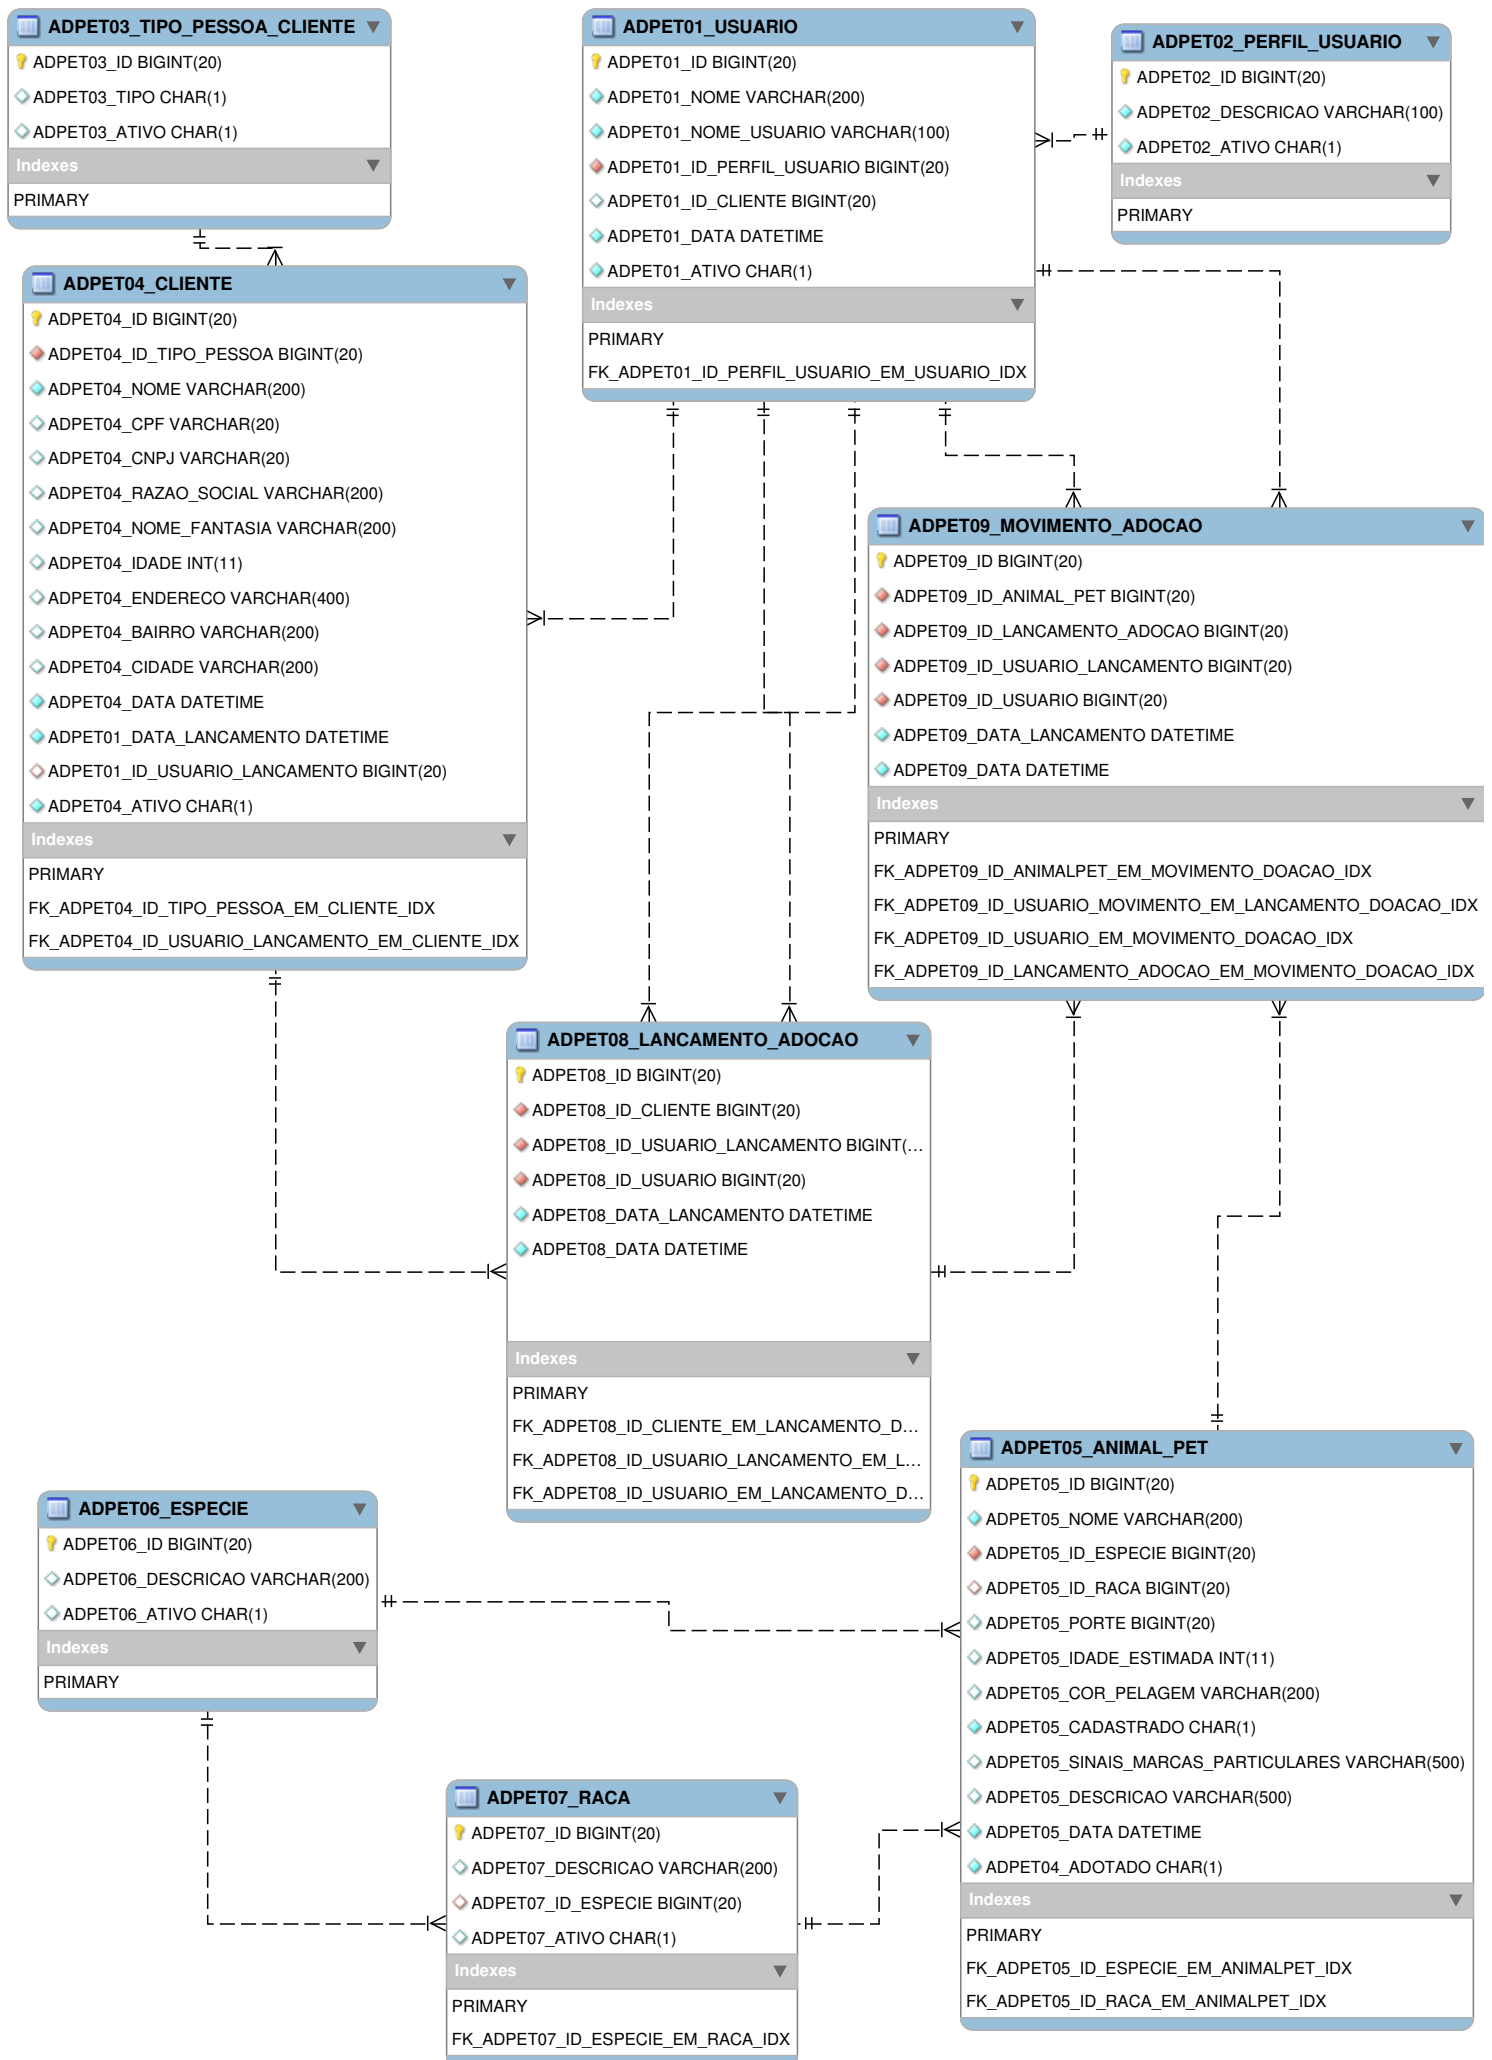 ADPET03_TIPO_PESSOA_CLIENTE
ADPET03_ID BIGINT(20)
ADPET03_TIPO CHAR(1)
ADPET03_ATIVO CHAR(1)
Indexes
PRIMARY
ADPET01_USUARIO
ADPET01_ID BIGINT(20)
ADPET01_NOME VARCHAR(200)
ADPET01_NOME_USUARIO VARCHAR(100)
ADPET01_ID_PERFIL_USUARIO BIGINT(20)
ADPET01_ID_CLIENTE BIGINT(20)
ADPET01_DATA DATETIME
ADPET01_ATIVO CHAR(1)
Indexes
PRIMARY
FK_ADPET01_ID_PERFIL_USUARIO_EM_USUARIO_IDX
ADPET02_PERFIL_USUARIO
ADPET02_ID BIGINT(20)
ADPET02_DESCRICAO VARCHAR(100)
ADPET02_ATIVO CHAR(1)
Indexes
PRIMARY
ADPET04_CLIENTE
ADPET04_ID BIGINT(20)
ADPET04_ID_TIPO_PESSOA BIGINT(20)
ADPET04_NOME VARCHAR(200)
ADPET04_CPF VARCHAR(20)
ADPET04_CNPJ VARCHAR(20)
ADPET04_RAZAO_SOCIAL VARCHAR(200)
ADPET04_NOME_FANTASIA VARCHAR(200)
ADPET04_IDADE INT(11)
ADPET04_ENDERECO VARCHAR(400)
ADPET04_BAIRRO VARCHAR(200)
ADPET04_CIDADE VARCHAR(200)
ADPET04_DATA DATETIME
ADPET01_DATA_LANCAMENTO DATETIME
ADPET01_ID_USUARIO_LANCAMENTO BIGINT(20)
ADPET04_ATIVO CHAR(1)
Indexes
PRIMARY
FK_ADPET04_ID_TIPO_PESSOA_EM_CLIENTE_IDX
FK_ADPET04_ID_USUARIO_LANCAMENTO_EM_CLIENTE_IDX
ADPET09_MOVIMENTO_ADOCAO
ADPET09_ID BIGINT(20)
ADPET09_ID_ANIMAL_PET BIGINT(20)
ADPET09_ID_LANCAMENTO_ADOCAO BIGINT(20)
ADPET09_ID_USUARIO_LANCAMENTO BIGINT(20)
ADPET09_ID_USUARIO BIGINT(20)
ADPET09_DATA_LANCAMENTO DATETIME
ADPET09_DATA DATETIME
Indexes
PRIMARY
FK_ADPET09_ID_ANIMALPET_EM_MOVIMENTO_DOACAO_IDX
FK_ADPET09_ID_USUARIO_MOVIMENTO_EM_LANCAMENTO_DOACAO_IDX
FK_ADPET09_ID_USUARIO_EM_MOVIMENTO_DOACAO_IDX
FK_ADPET09_ID_LANCAMENTO_ADOCAO_EM_MOVIMENTO_DOACAO_IDX
ADPET08_LANCAMENTO_ADOCAO
ADPET08_ID BIGINT(20)
ADPET08_ID_CLIENTE BIGINT(20)
ADPET08_ID_USUARIO_LANCAMENTO BIGINT(...
ADPET08_ID_USUARIO BIGINT(20)
ADPET08_DATA_LANCAMENTO DATETIME
ADPET08_DATA DATETIME
Indexes
PRIMARY
FK_ADPET08_ID_CLIENTE_EM_LANCAMENTO_D...
FK_ADPET08_ID_USUARIO_LANCAMENTO_EM_L...
FK_ADPET08_ID_USUARIO_EM_LANCAMENTO_D...
ADPET05_ANIMAL_PET
ADPET05_ID BIGINT(20)
ADPET05_NOME VARCHAR(200)
ADPET05_ID_ESPECIE BIGINT(20)
ADPET05_ID_RACA BIGINT(20)
ADPET05_PORTE BIGINT(20)
ADPET05_IDADE_ESTIMADA INT(11)
ADPET05_COR_PELAGEM VARCHAR(200)
ADPET05_CADASTRADO CHAR(1)
ADPET05_SINAIS_MARCAS_PARTICULARES VARCHAR(500)
ADPET05_DESCRICAO VARCHAR(500)
ADPET05_DATA DATETIME
ADPET04_ADOTADO CHAR(1)
Indexes
PRIMARY
FK_ADPET05_ID_ESPECIE_EM_ANIMALPET_IDX
FK_ADPET05_ID_RACA_EM_ANIMALPET_IDX
ADPET06_ESPECIE
ADPET06_ID BIGINT(20)
ADPET06_DESCRICAO VARCHAR(200)
ADPET06_ATIVO CHAR(1)
Indexes
PRIMARY
ADPET07_RACA
ADPET07_ID BIGINT(20)
ADPET07_DESCRICAO VARCHAR(200)
ADPET07_ID_ESPECIE BIGINT(20)
ADPET07_ATIVO CHAR(1)
Indexes
PRIMARY
FK_ADPET07_ID_ESPECIE_EM_RACA_IDX